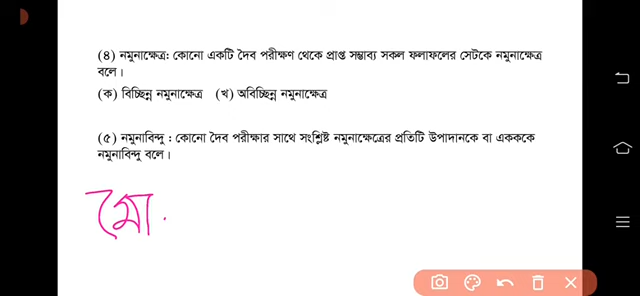 (৪) নমুনাক্ষেত্র: কোনো একটি দৈব পরীক্ষণ থেকে প্রাপ্ত সম্ভাব্য সকল ফলাফলের সেটকে নমুনাক্ষেত্র
বলে।
(ক) বিচ্ছিন্ন নমুনাক্ষেত্র (খ) অবিচ্ছিন্ন নমুনাক্ষেত্র
(৫) নমুনাবিন্দু : কোনো দৈব পরীক্ষার সাথে সংশ্লিষ্ট নমুনাক্ষেত্রের প্রতিটি উপাদানকে বা একককে
নমুনাবিন্দু বলে।
মো